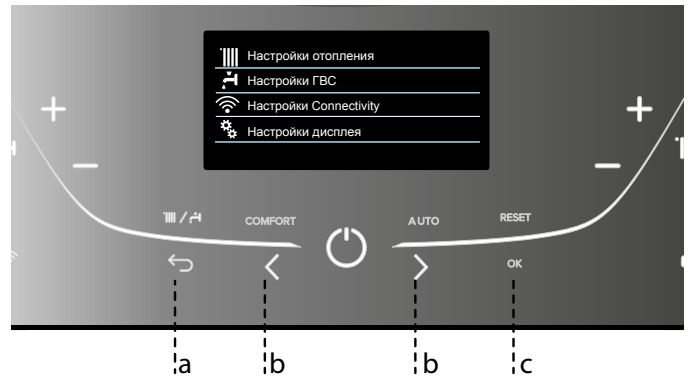 Настройки отопления
Настройки ГВС
Настройки Connectivity
Настройки дисплея
COMFORT
AUTO
RESET
OK
a
b
b
c